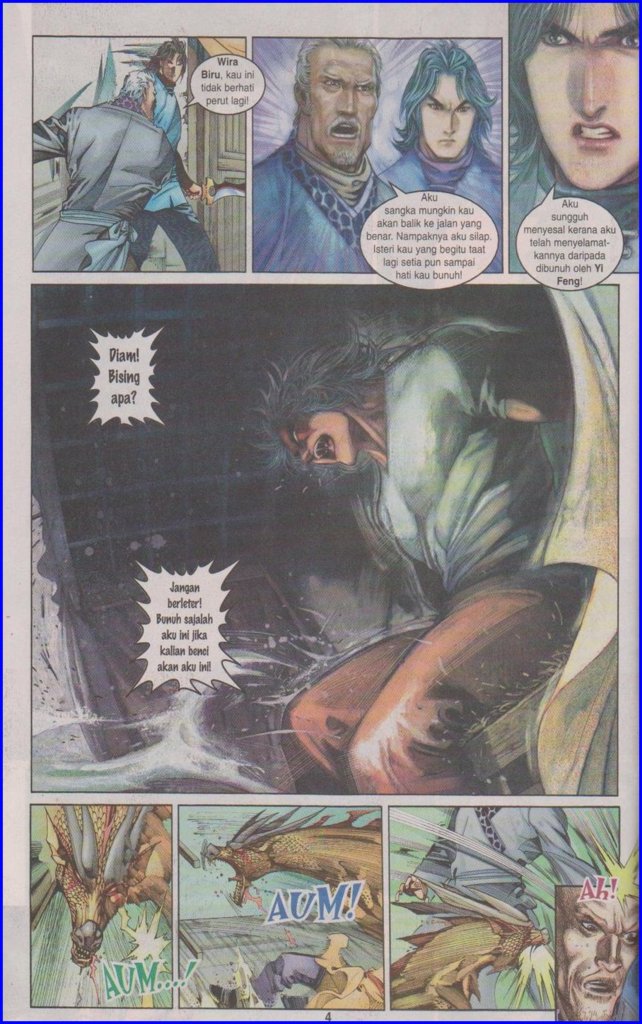 Wira
Biru, kau ini
tidak berhati
perut lagi!
Aku
sangka mungkin kau
akan balik ke jalan yang
benar. Nampaknya aku silap.
Isteri kau yang begitu taat
lagi setia pun sampai
hati kau bunuh!
Aku
sungguh
menyesal kerana aku
telah menyelamat-
kannya daripada
dibunuh oleh Yi
Feng!
Diam!
Bising
apa?
Jangan
berleter!
Bunuh sajalah
aku ini jika
kalian benci
akan aku ini!
AUM...!
AUM!
Ah!
4